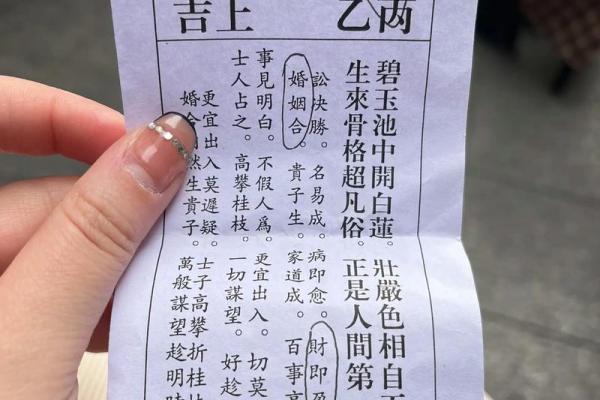 丙乙
上吉
碧玉池中開白蓮。壯嚴色相自
生來骨格超凡俗。正是人間第
訟決勝。名易成。病即愈。財即
婚姻合。貴子生。家道成。百事
事見明白。不假人爲。更宜出入。切莫
士人占之。高攀桂枝。一切謀望。好趁
更宜出入莫遲疑。士子高攀折桂
婚合然生貴子。萬般謀望趁明